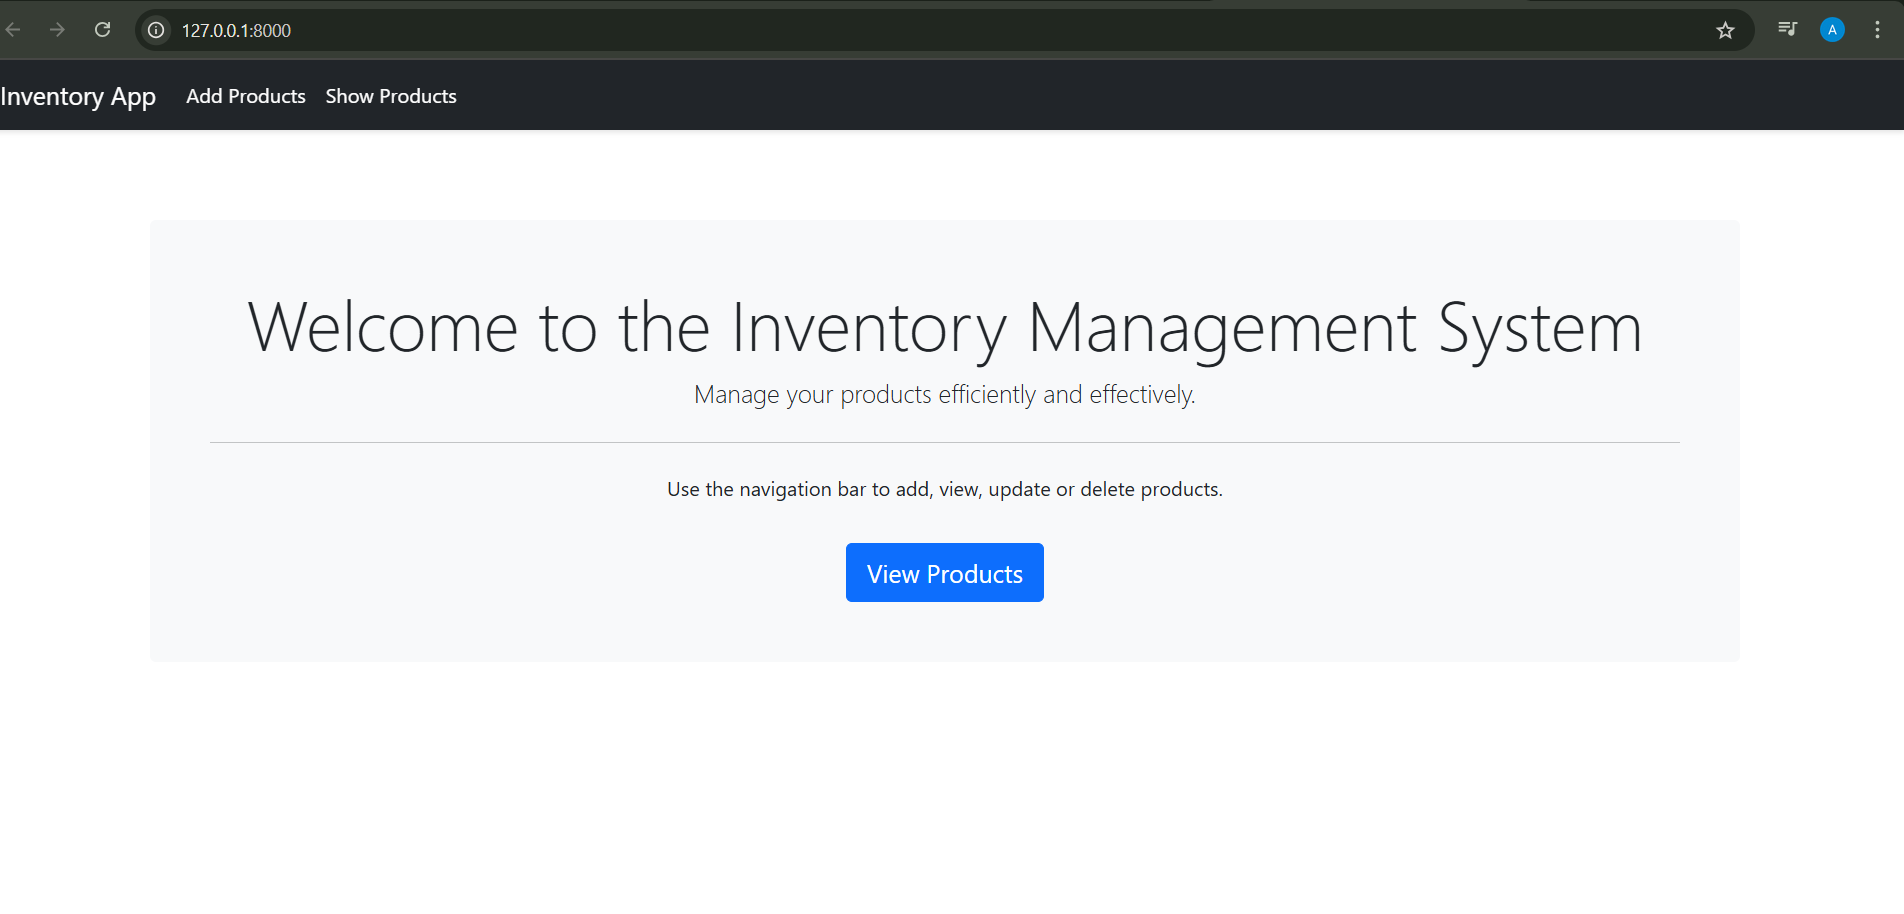 127.0.0.1:8000
A
Inventory App Add Products Show Products
Welcome to the Inventory Management System
Manage your products efficiently and effectively.
Use the navigation bar to add, view, update or delete products.
View Products